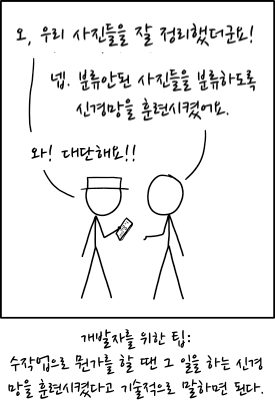 오, 우리 사진들을 잘 정리했더군요!
넵. 분류안된 사진들을 분류하도록
신경망을 훈련시켰어요.
와! 대단해요!!
개발자를 위한 팁:
수작업으로 뭔가를 할 땐 그 일을 하는 신경
망을 훈련시켰다고 기술적으로 말하면 된다.